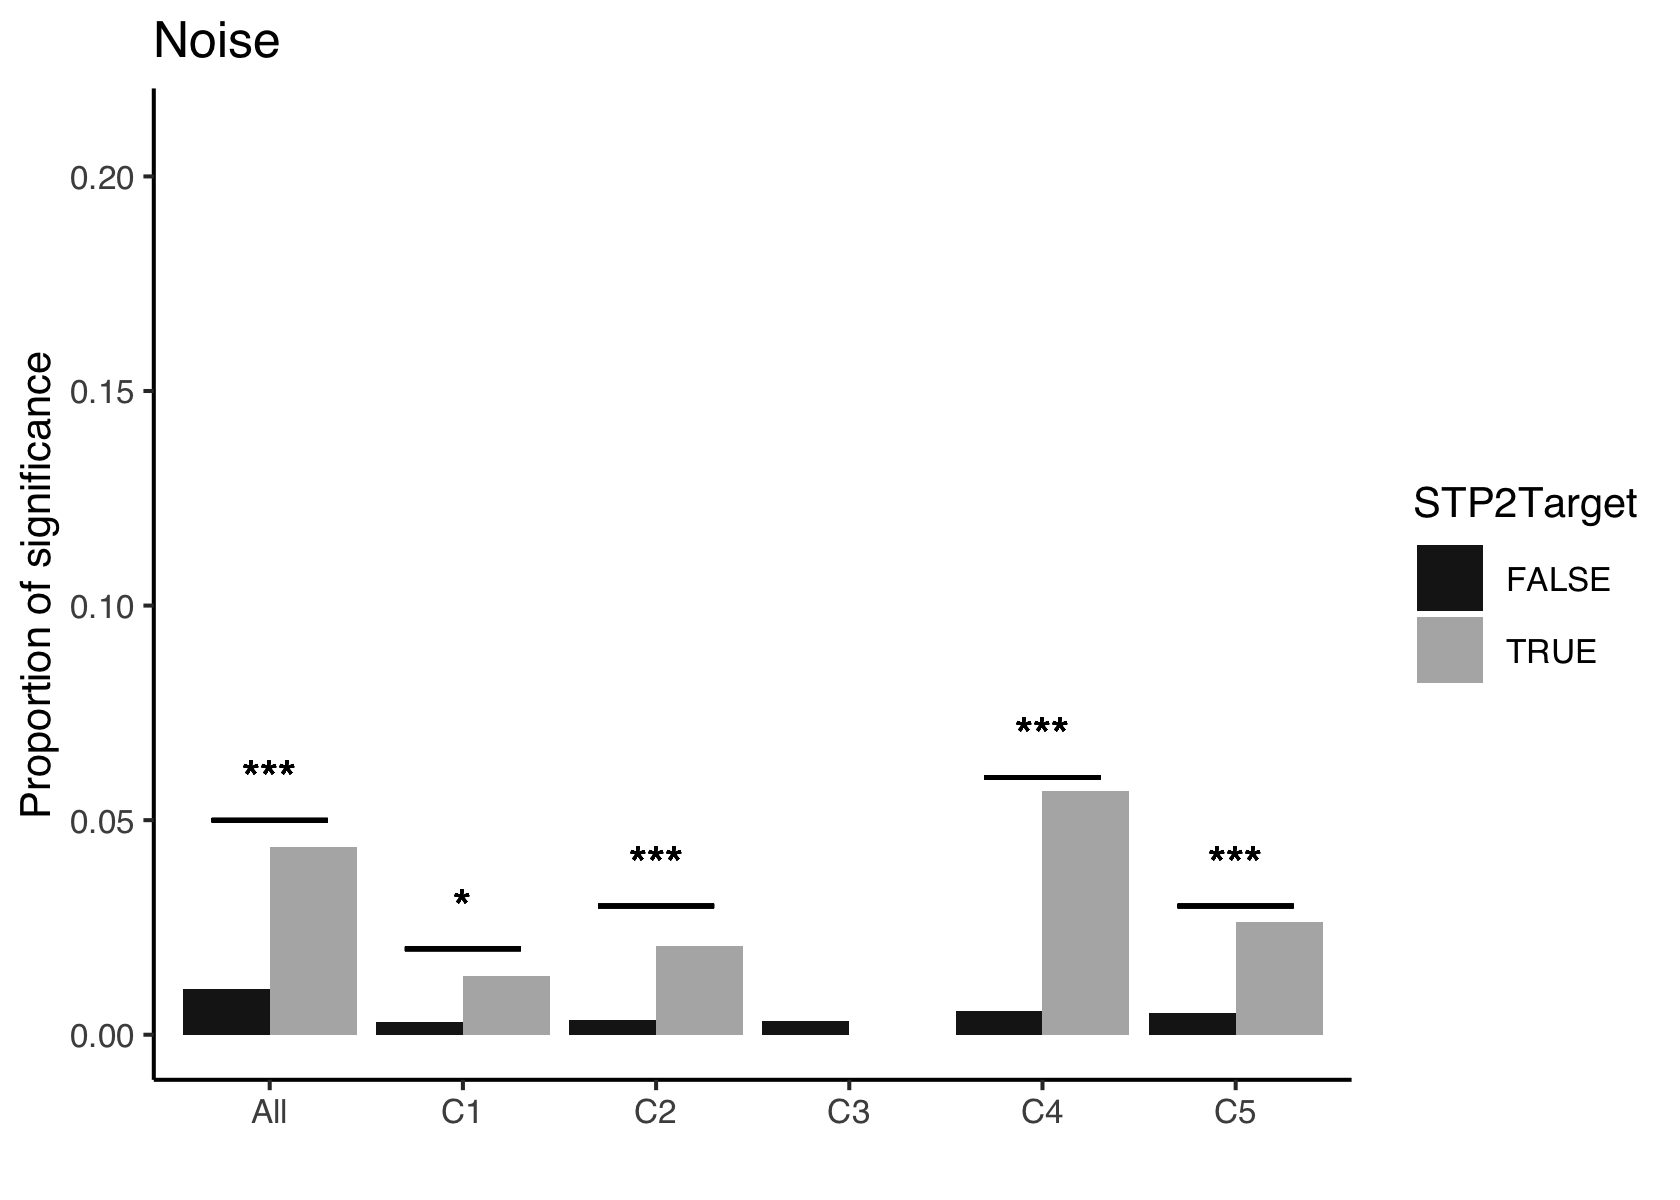 Noise
Proportion of significance
0.20
0.15
0.10
0.05
0.00
***
*
***
***
***
All C1 C2 C3 C4 C5
STP2Target
FALSE
TRUE